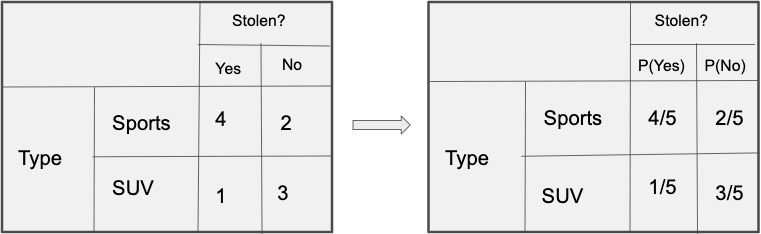 Stolen?
Yes No
Type
Sports 4 2
SUV 1 3
Stolen?
P(Yes) P(No)
Type
Sports 4/5 2/5
SUV 1/5 3/5